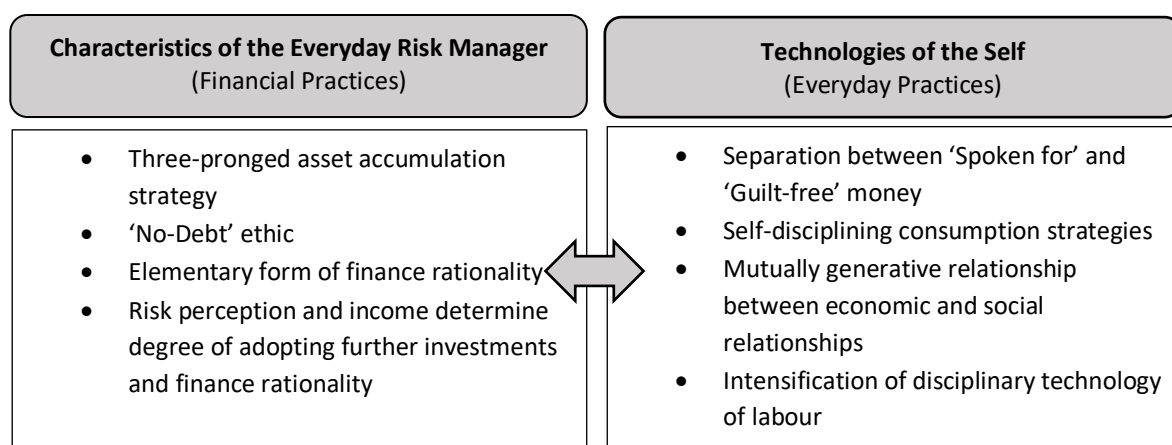 Characteristics of the Everyday Risk Manager
(Financial Practices)
• Three-pronged asset accumulation
strategy
• ‘No-Debt’ ethic
• Elementary form of finance rationality
• Risk perception and income determine
degree of adopting further investments
and finance rationality
Technologies of the Self
(Everyday Practices)
• Separation between ‘Spoken for’ and
‘Guilt-free’ money
• Self-disciplining consumption strategies
• Mutually generative relationship
between economic and social
relationships
• Intensification of disciplinary technology
of labour